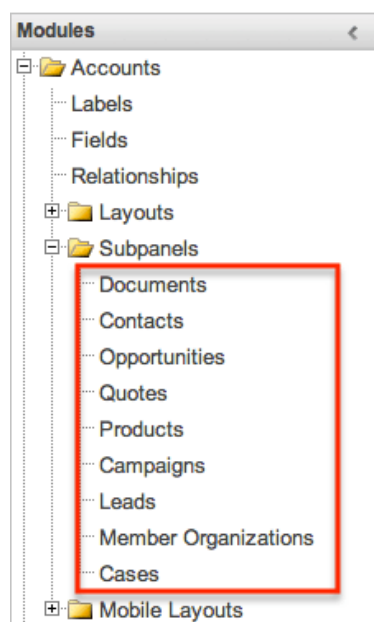 Modules
Accounts
Labels
Fields
Relationships
Layouts
Subpanels
Documents
Contacts
Opportunities
Quotes
Products
Campaigns
Leads
Member Organizations
Cases
Mobile Layouts